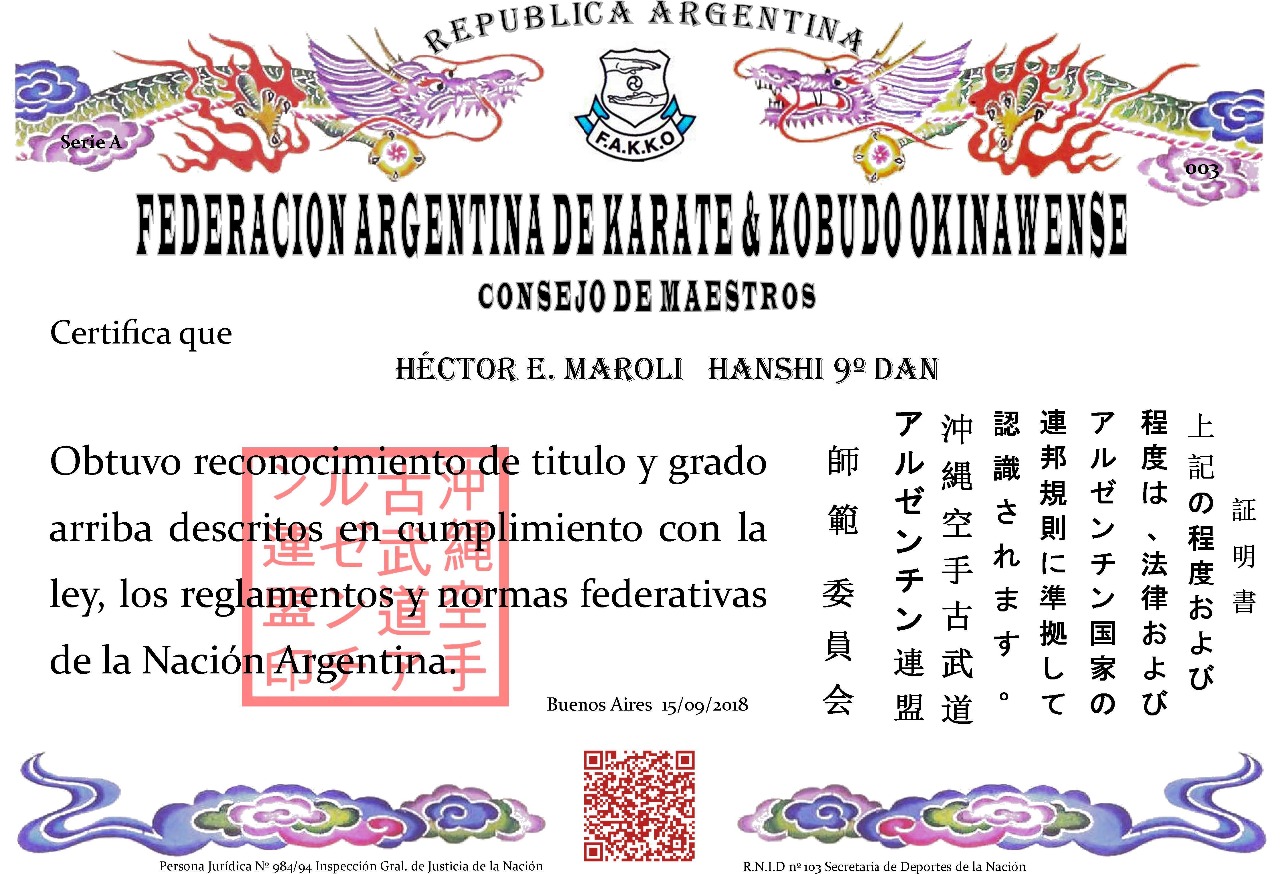 REPUBLICA ARGENTINA
F.A.K.K.O
Serie A
003
FEDERACION ARGENTINA DE KARATE & KOBUDO OKINAWENSE
CONSEJO DE MAESTROS
Certifica que
HÉCTOR E. MAROLI HANSHI 9º DAN
Obtuvo reconocimiento de titulo y grado
arriba descritos en cumplimiento con la
ley, los reglamentos y normas federativas
de la Nación Argentina.
沖縄空手
古武道ア
ルゼンチ
ン連盟印
Buenos Aires 15/09/2018
証明書
上記の程度および
程度は、法律および
アルゼンチン国家の
連邦規則に準拠して
認識されます。
沖縄空手古武道
アルゼンチン連盟
師範委員会
Persona Jurídica Nº 984/94 Inspección Gral. de Justicia de la Nación
R.N.I.D nº 103 Secretaria de Deportes de la Nación